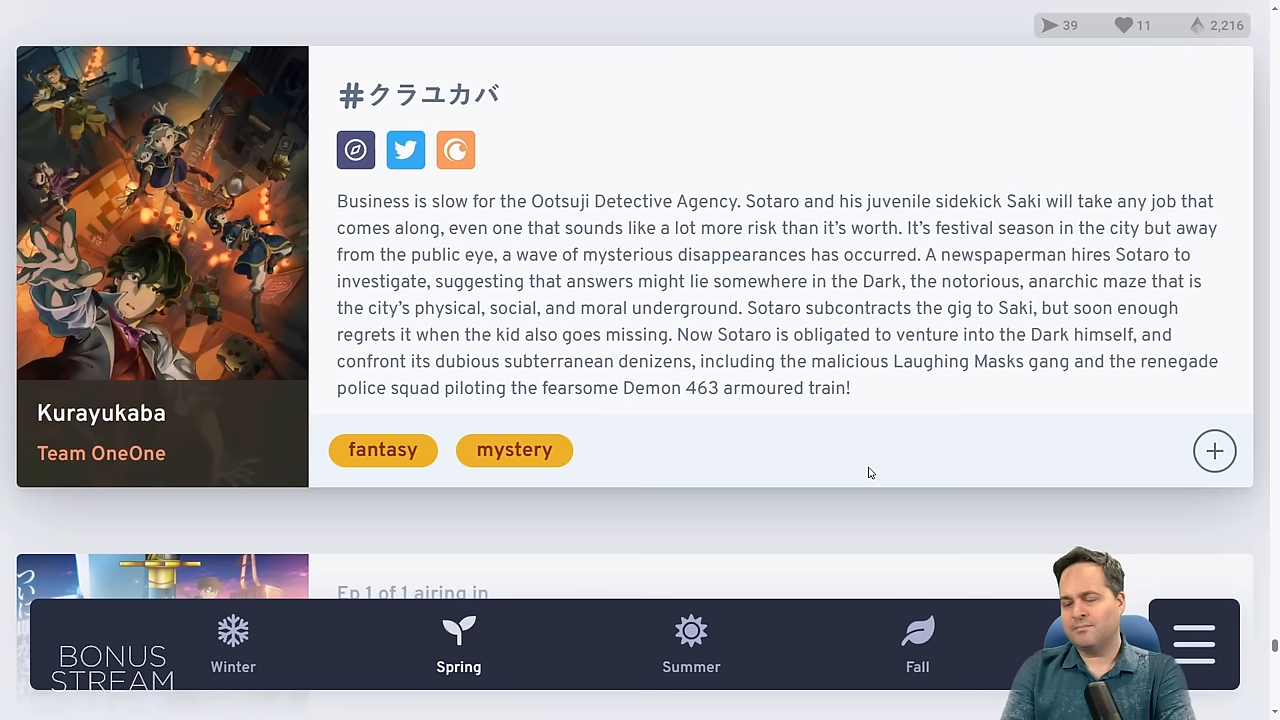 39 11 2,216
#クラユカバ
Business is slow for the Ootsuji Detective Agency. Sotaro and his juvenile sidekick Saki will take any job that
comes along, even one that sounds like a lot more risk than it’s worth. It’s festival season in the city but away
from the public eye, a wave of mysterious disappearances has occurred. A newspaperman hires Sotaro to
investigate, suggesting that answers might lie somewhere in the Dark, the notorious, anarchic maze that is
the city’s physical, social, and moral underground. Sotaro subcontracts the gig to Saki, but soon enough
regrets it when the kid also goes missing. Now Sotaro is obligated to venture into the Dark himself, and
confront its dubious subterranean denizens, including the malicious Laughing Masks gang and the renegade
police squad piloting the fearsome Demon 463 armoured train!
Kurayukaba
Team OneOne
fantasy mystery
Ep 1 of 1 airing in
BONUS
STREAM
Winter Spring Summer Fall